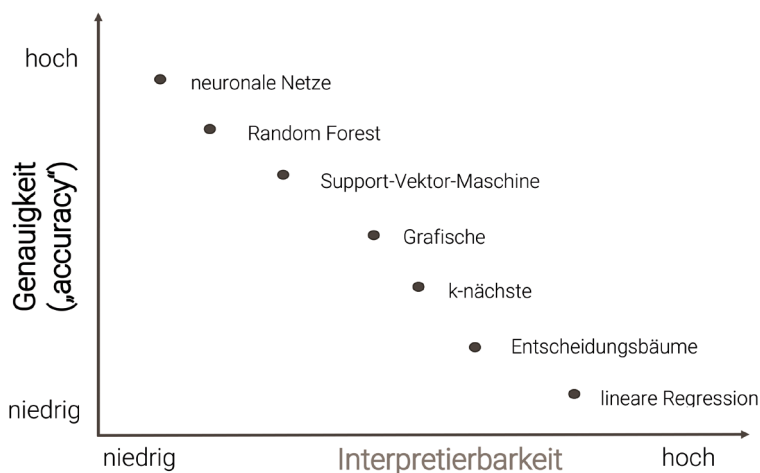 hoch
neuronale Netze
Random Forest
Support-Vektor-Maschine
Genauigkeit
(„accuracy“)
Grafische
k-nächste
Entscheidungsbäume
lineare Regression
niedrig
niedrig
Interpretierbarkeit
hoch